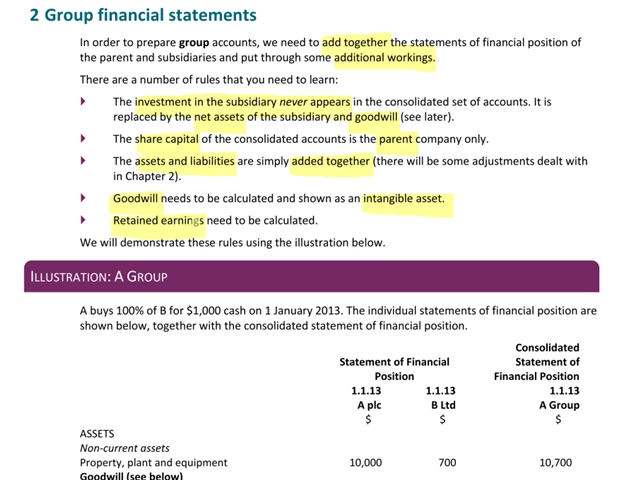 2 Group financial statements
In order to prepare group accounts, we need to add together the statements of financial position of
the parent and subsidiaries and put through some additional workings.
There are a number of rules that you need to learn:
The investment in the subsidiary never appears in the consolidated set of accounts. It is
replaced by the net assets of the subsidiary and goodwill (see later).
The share capital of the consolidated accounts is the parent company only.
The assets and liabilities are simply added together (there will be some adjustments dealt with
in Chapter 2).
Goodwill needs to be calculated and shown as an intangible asset.
Retained earnings need to be calculated.
We will demonstrate these rules using the illustration below.
ILLUSTRATION: A GROUP
A buys 100% of B for $1,000 cash on 1 January 2013. The individual statements of financial position are
shown below, together with the consolidated statement of financial position.
Consolidated
Statement of Financial Statement of
Position Financial Position
1.1.13 1.1.13 1.1.13
A plc B Ltd A Group
$ $ $
ASSETS
Non-current assets
Property, plant and equipment 10,000 700 10,700
Goodwill (see below)